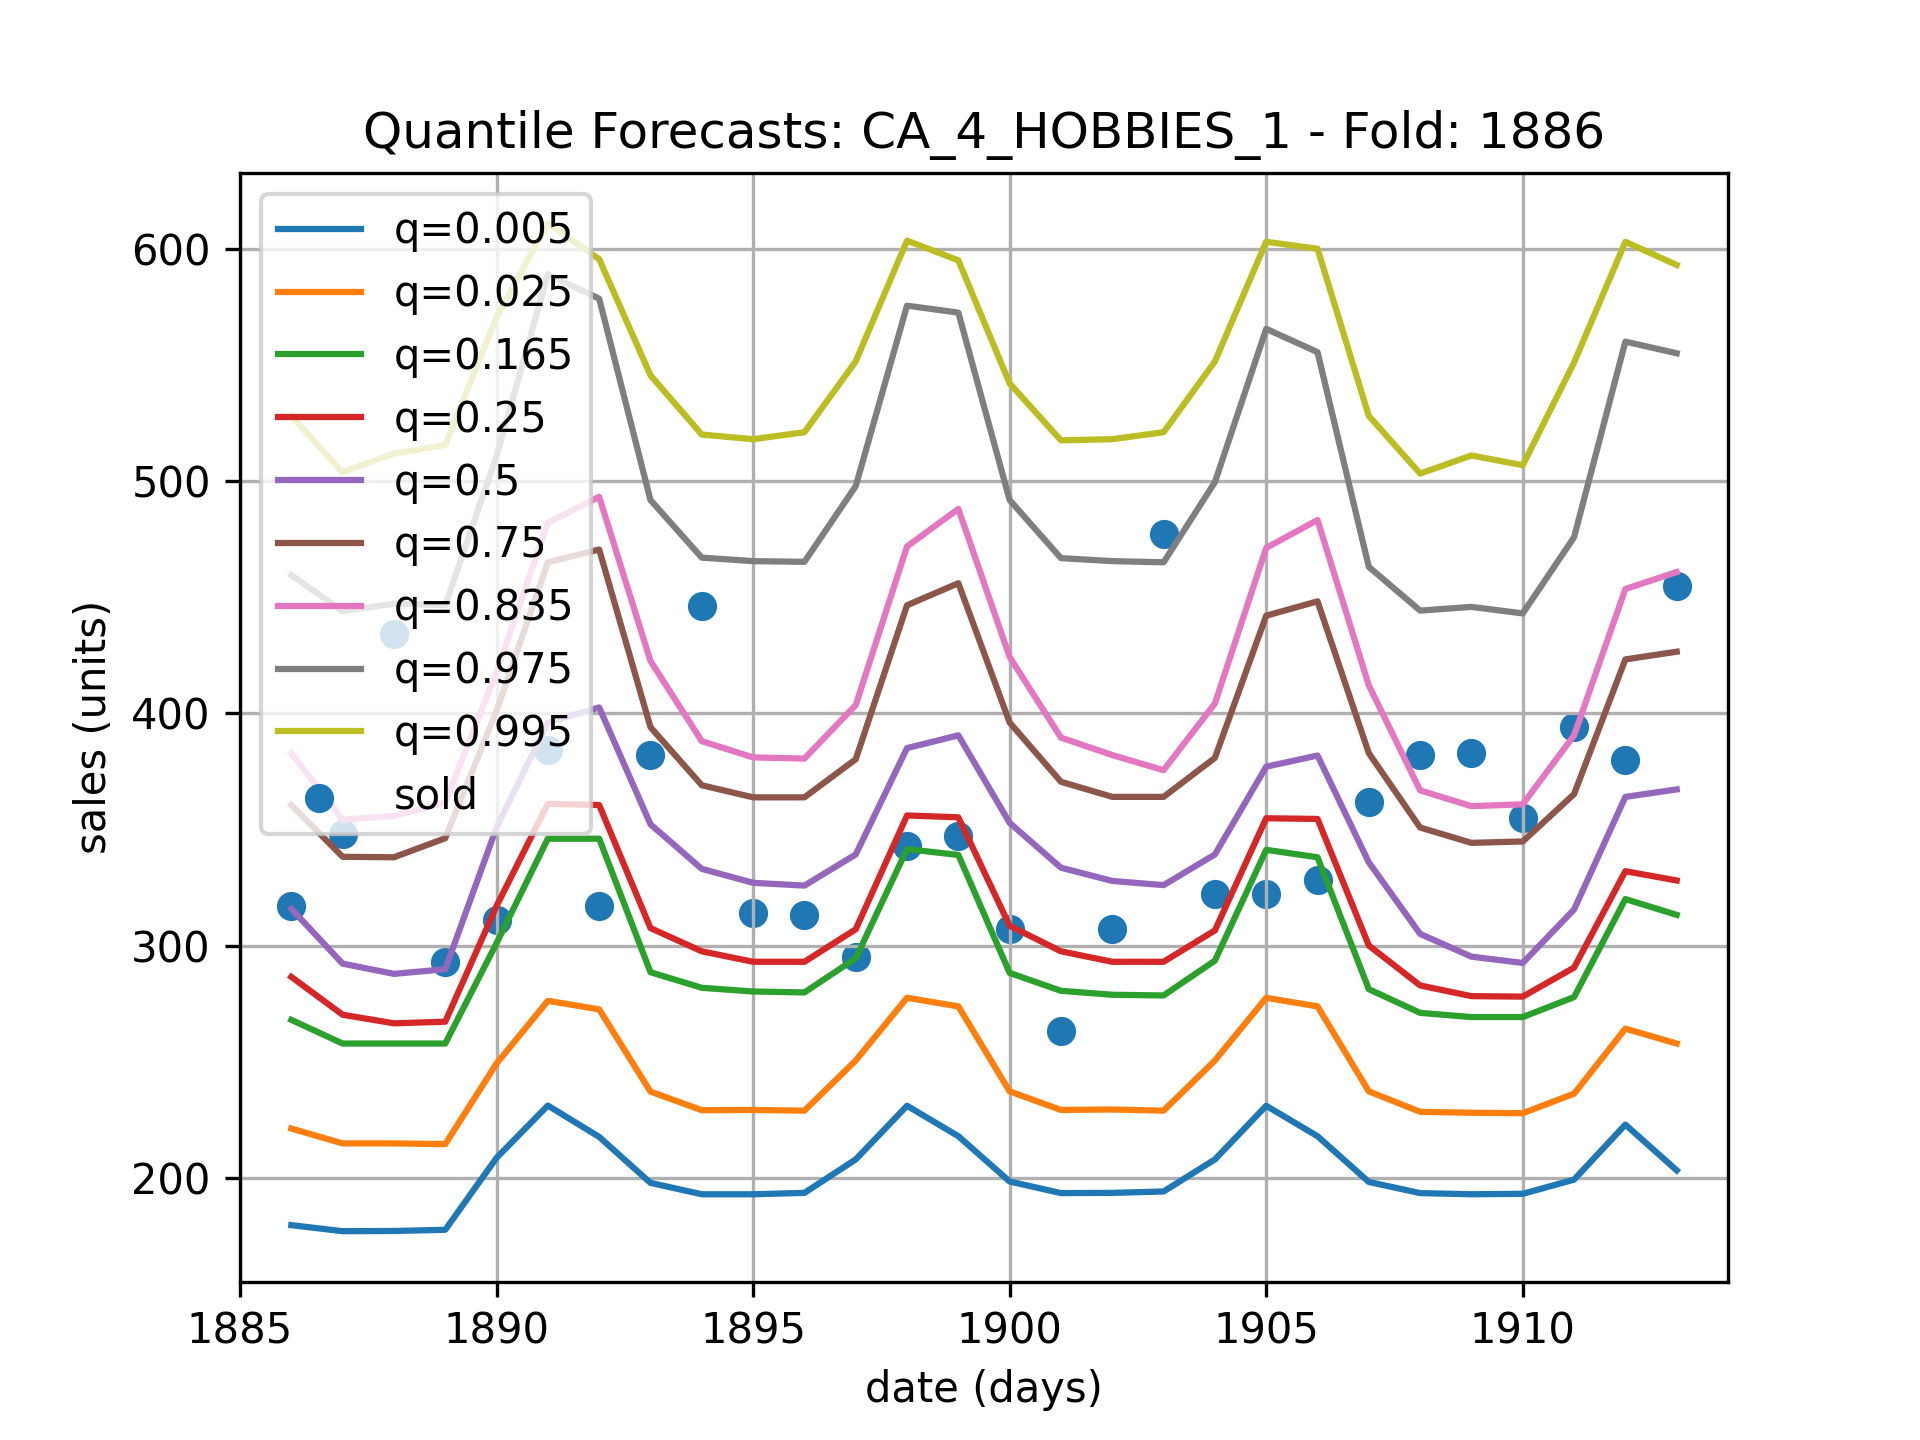 Quantile Forecasts: CA_4_HOBBIES_1 - Fold: 1886
q=0.005
q=0.025
q=0.165
q=0.25
q=0.5
q=0.75
q=0.835
q=0.975
q=0.995
sold
600
500
400
300
200
sales (units)
1885 1890 1895 1900 1905 1910
date (days)